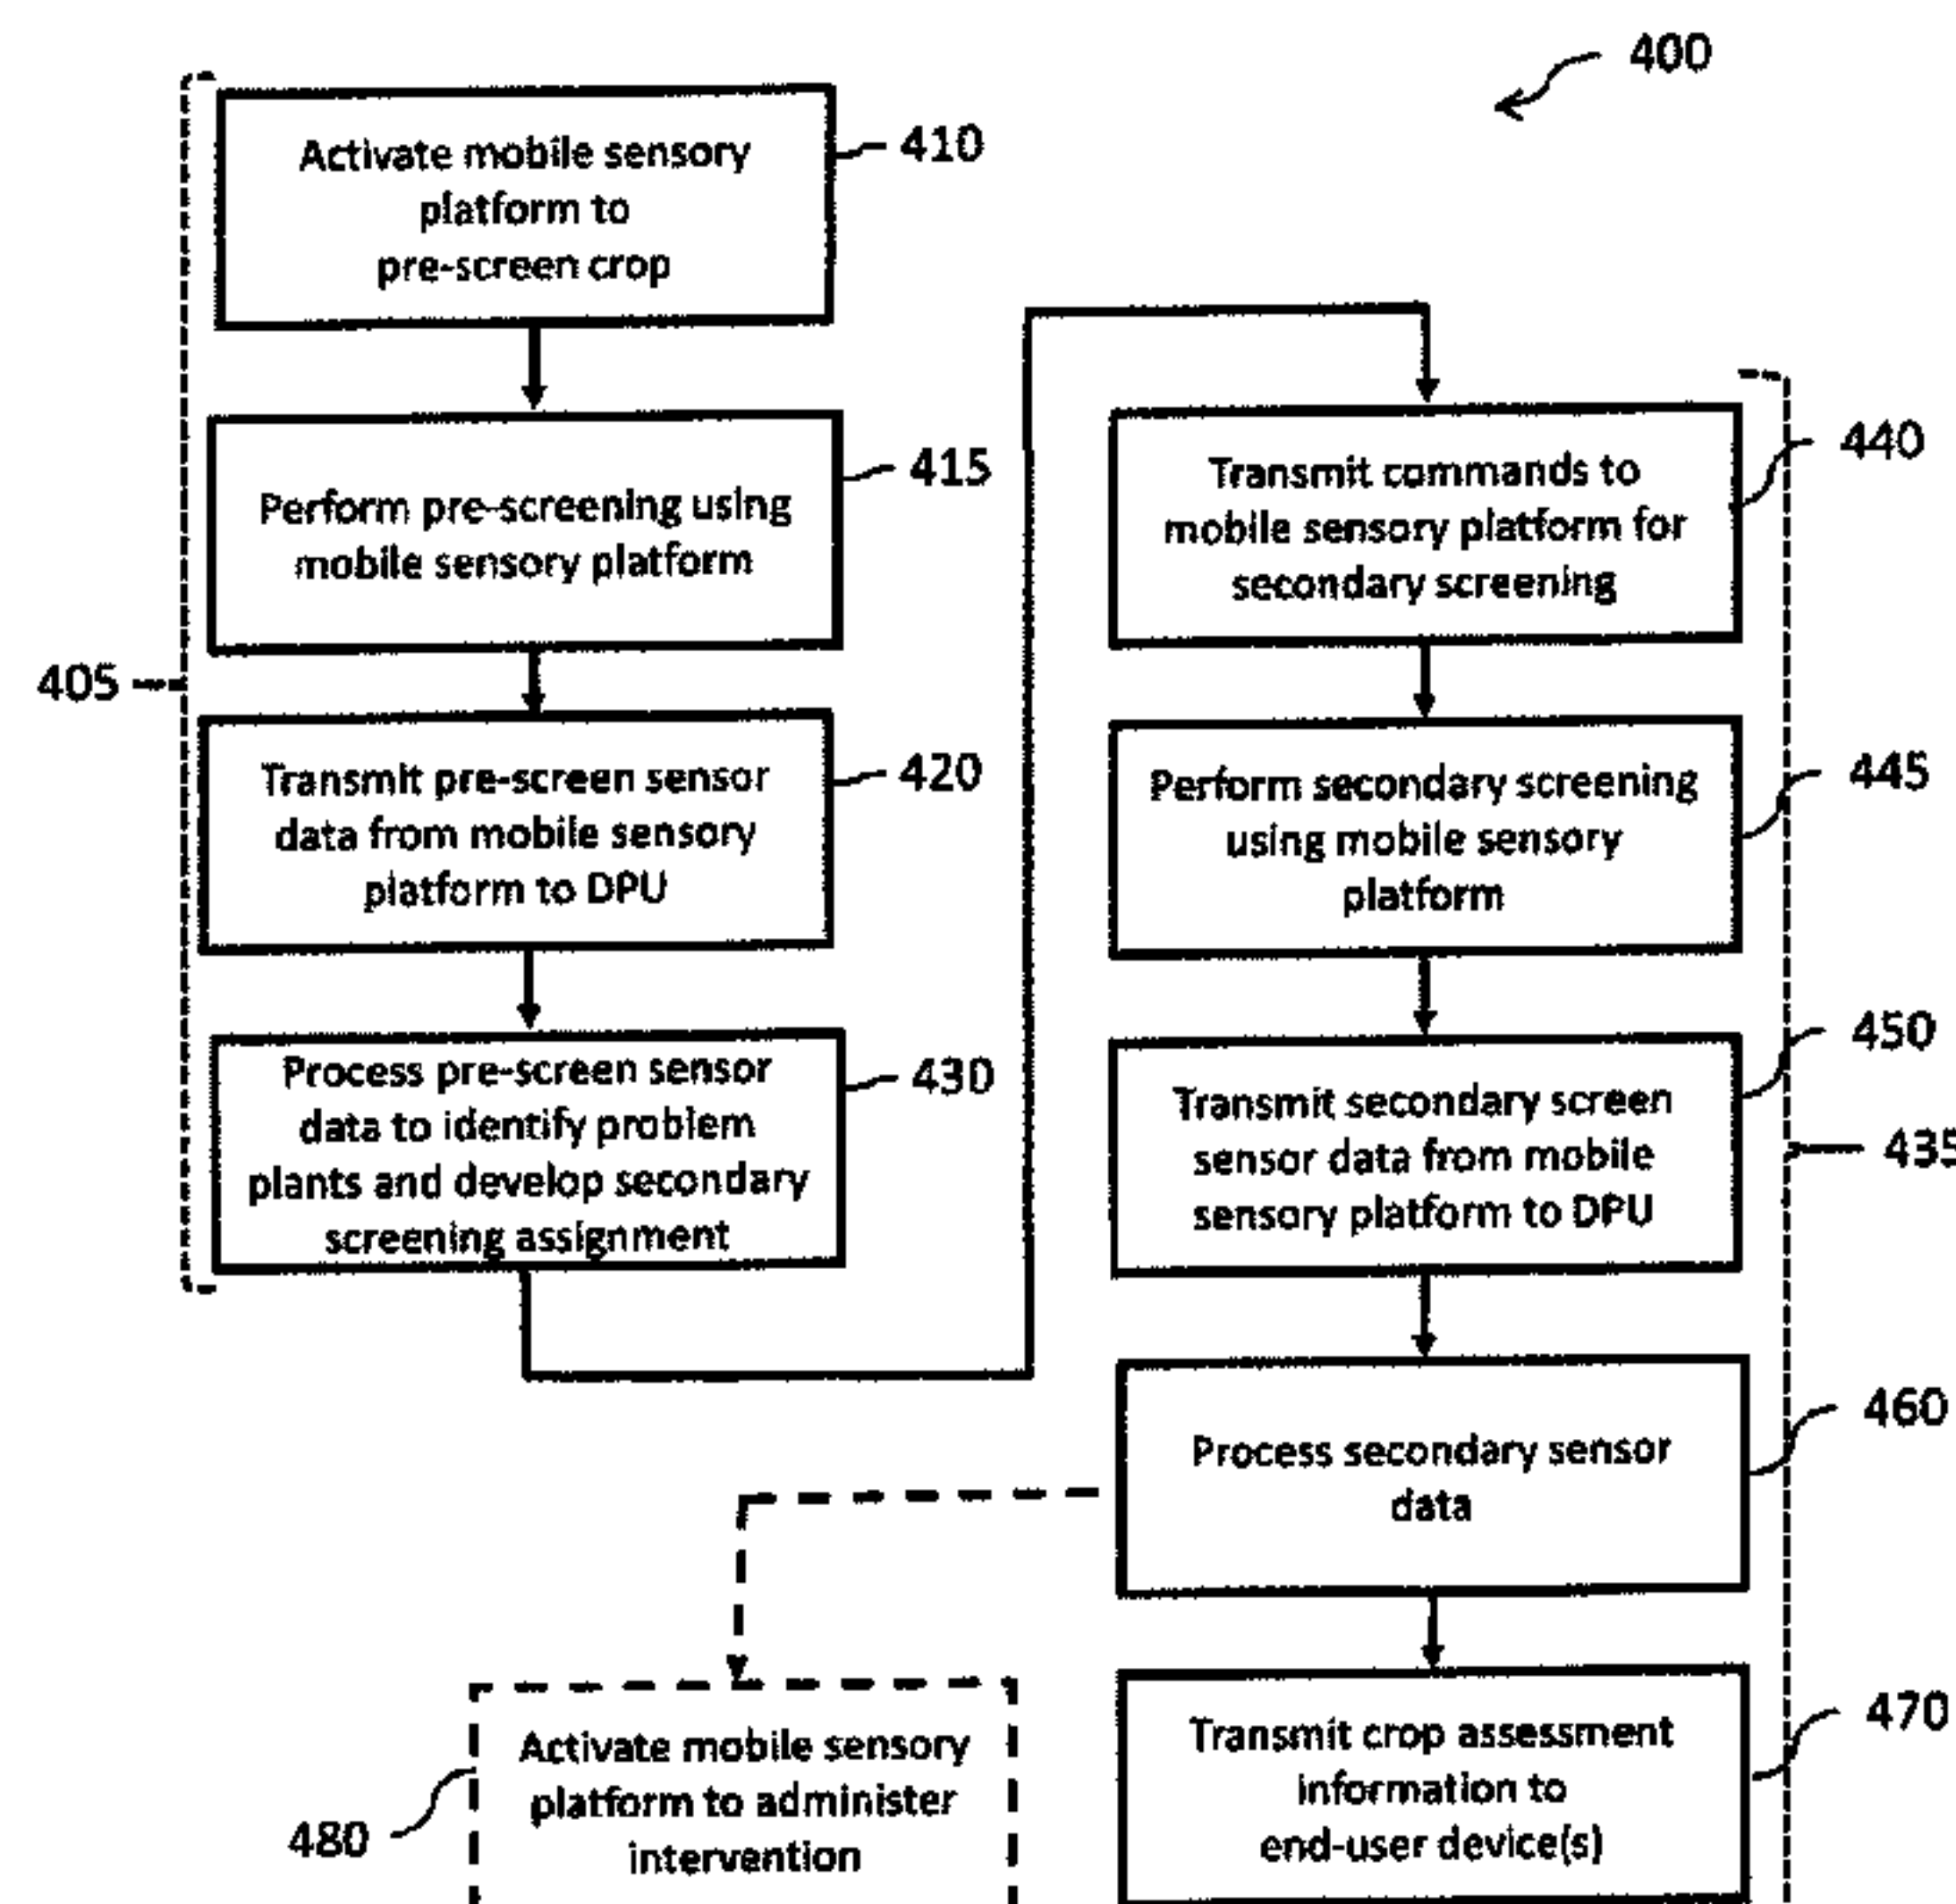 400
Activate mobile sensory
platform to
pre-screen crop
410
Perform pre-screening using
mobile sensory platform
415
405
Transmit pre-screen sensor
data from mobile sensory
platform to DPU
420
Process pre-screen sensor
data to identify problem
plants and develop secondary
screening assignment
430
Transmit commands to
mobile sensory platform for
secondary screening
440
Perform secondary screening
using mobile sensory
platform
445
Transmit secondary screen
sensor data from mobile
sensory platform to DPU
450
435
Process secondary sensor
data
460
Transmit crop assessment
information to
end-user device(s)
470
Activate mobile sensory
platform to administer
intervention
480